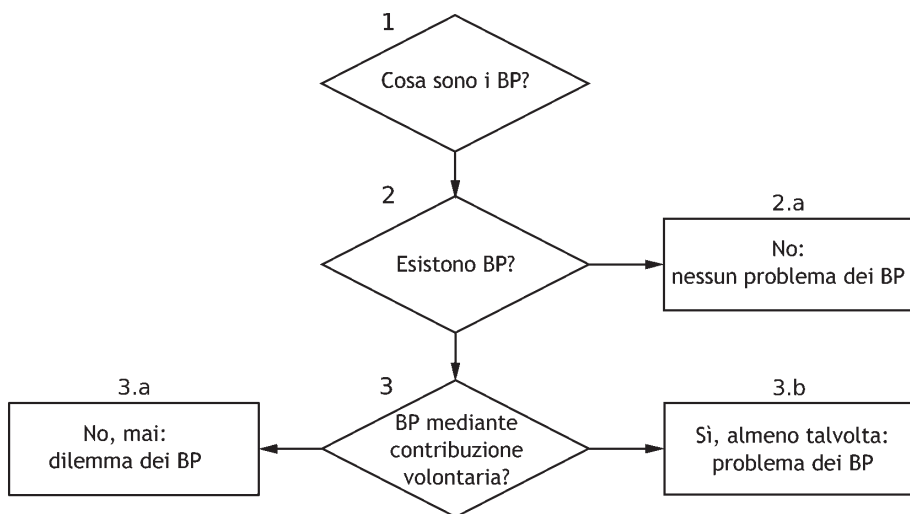 1
Cosa sono i BP?
2
Esistono BP?
2.a
No:
nessun problema dei BP
3
BP mediante
contribuzione
volontaria?
3.a
No, mai:
dilemma dei BP
3.b
Sì, almeno talvolta:
problema dei BP